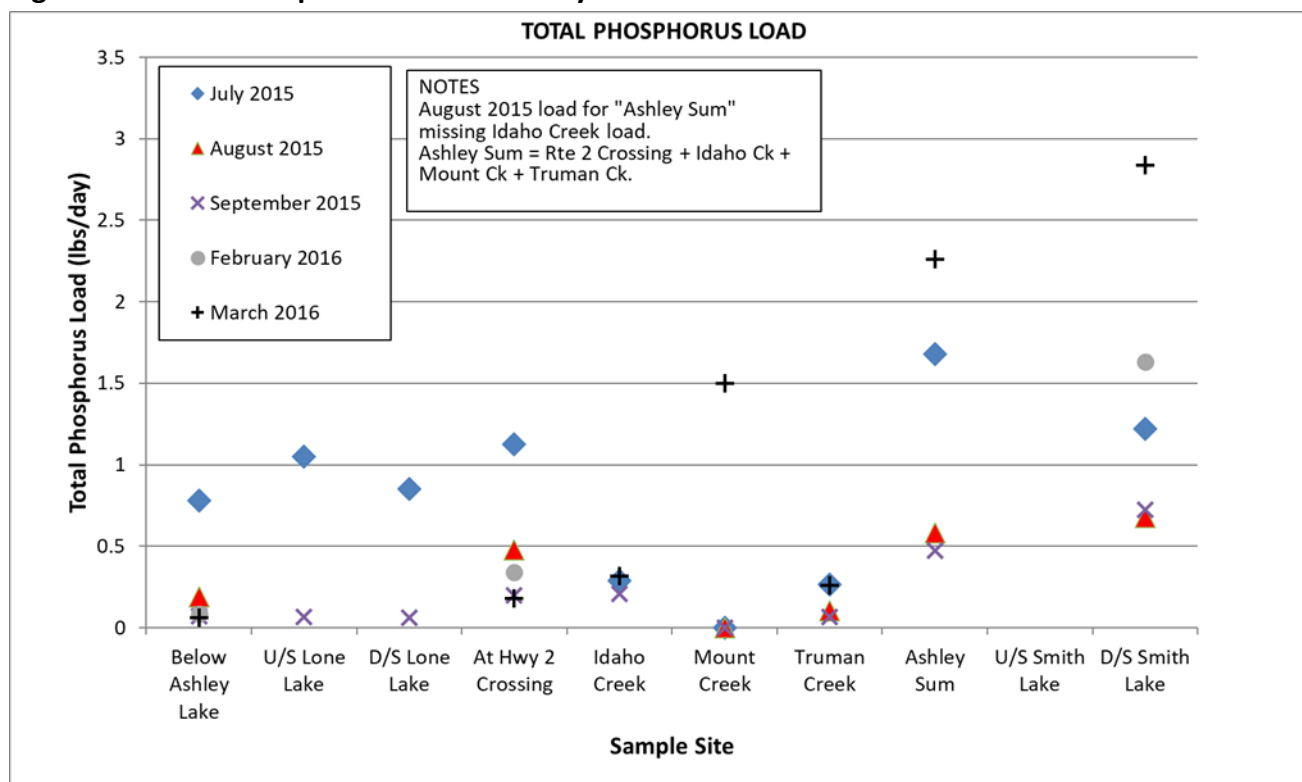 TOTAL PHOSPHORUS LOAD
3.5
3
2.5
2
1.5
1
0.5
0
Total Phosphorus Load (lbs/day)
July 2015
August 2015
September 2015
February 2016
March 2016
NOTES
August 2015 load for "Ashley Sum"
missing Idaho Creek load.
Ashley Sum = Rte 2 Crossing + Idaho Ck +
Mount Ck + Truman Ck.
Below
Ashley
Lake
U/S Lone
Lake
D/S Lone
Lake
At Hwy 2
Crossing
Idaho
Creek
Mount
Creek
Truman
Creek
Ashley
Sum
U/S Smith
Lake
D/S Smith
Lake
Sample Site